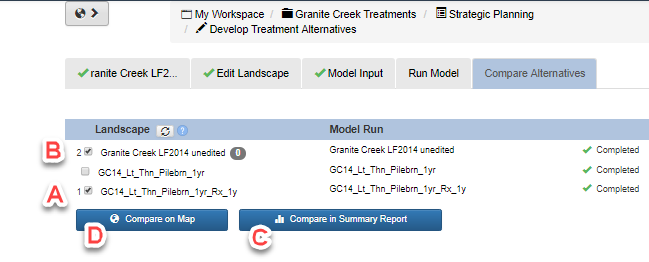 My Workspace / Granite Creek Treatments / Strategic Planning
/ Develop Treatment Alternatives
ranite Creek LF2... Edit Landscape Model Input Run Model Compare Alternatives
Landscape ? Model Run
B 2 Granite Creek LF2014 unedited 0 Granite Creek LF2014 unedited Completed
GC14_Lt_Thn_Pilebrn_1yr GC14_Lt_Thn_Pilebrn_1yr Completed
A 1 GC14_Lt_Thn_Pilebrn_1yr_Rx_1y GC14_Lt_Thn_Pilebrn_1yr_Rx_1y Completed
Compare on Map Compare in Summary Report
D C